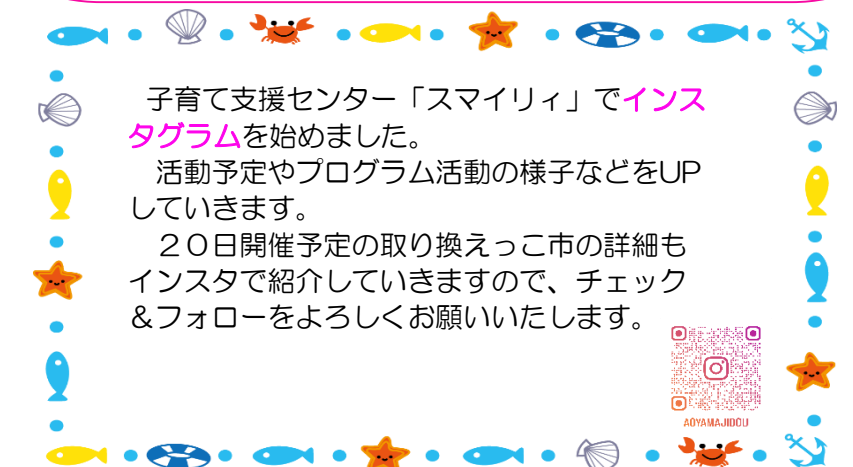 子育て支援センター「スマイリィ」でインス
タグラムを始めました。
活動予定やプログラム活動の様子などをUP
していきます。
２０日開催予定の取り換えっこ市の詳細も
インスタで紹介していきますので、チェック
＆フォローをよろしくお願いいたします。
AOYAMAJIDOU